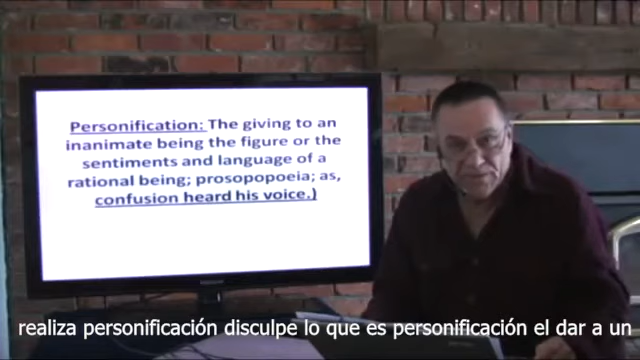 Personification: The giving to an
inanimate being the figure or the
sentiments and language of a
rational being; prosopopoeia; as,
confusion heard his voice.)
realiza personificación disculpe lo que es personificación el dar a un